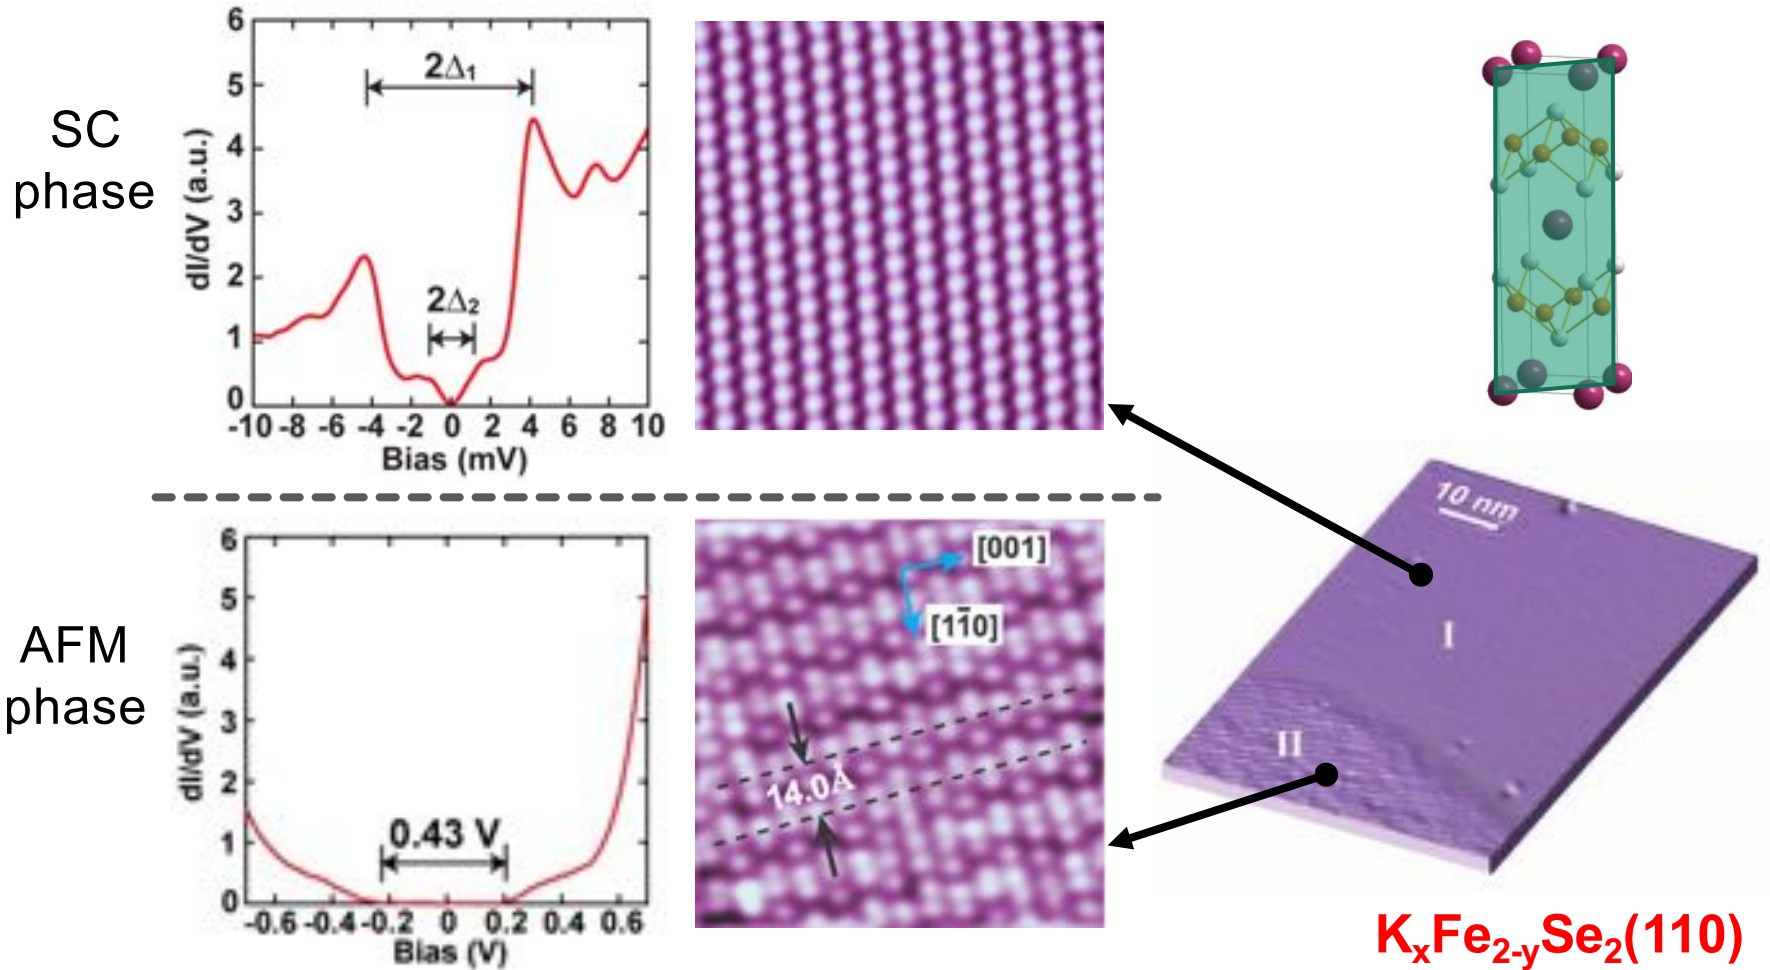 SC
phase
dI/dV (a.u.)
6
5
4
3
2
1
0
2Δ₁
2Δ₂
-10 -8 -6 -4 -2 0 2 4 6 8 10
Bias (mV)
10 nm
I
II
AFM
phase
dI/dV (a.u.)
6
5
4
3
2
1
0
0.43 V
-0.6 -0.4 -0.2 0 0.2 0.4 0.6
Bias (V)
[001]
[11̅0]
14.0Å
KₓFe₂₋ySe₂(110)